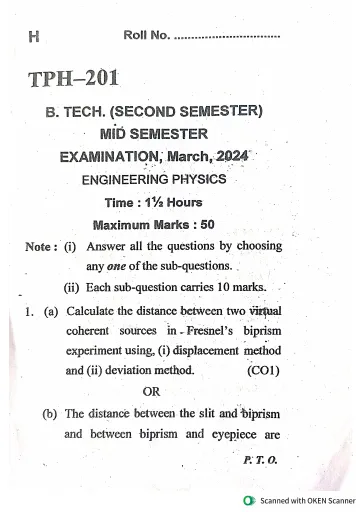 H Roll No. ................................
TPH–201
B. TECH. (SECOND SEMESTER)
MID SEMESTER
EXAMINATION, March, 2024
ENGINEERING PHYSICS
Time : 1½ Hours
Maximum Marks : 50
Note : (i) Answer all the questions by choosing
any one of the sub-questions.
(ii) Each sub-question carries 10 marks.
1. (a) Calculate the distance between two virtual
coherent sources in Fresnel's biprism
experiment using, (i) displacement method
and (ii) deviation method. (CO1)
OR
(b) The distance between the slit and biprism
and between biprism and eyepiece are
P. T. O.
Scanned with OKEN Scanner